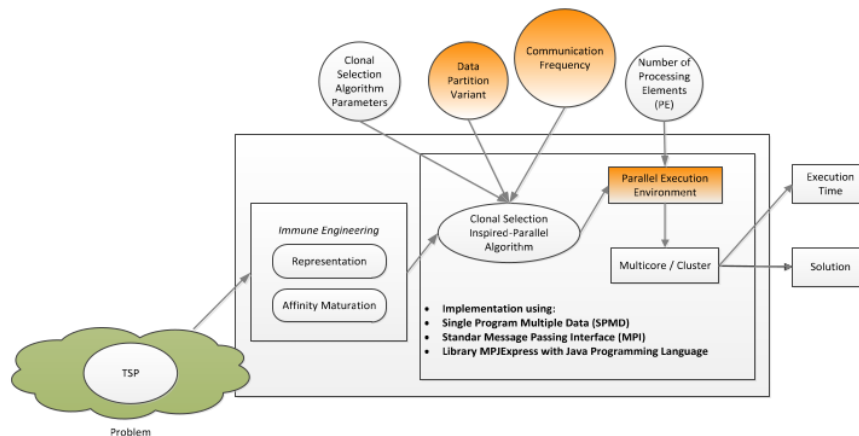 Clonal
Selection
Algorithm
Parameters
Data
Partition
Variant
Communication
Frequency
Number of
Processing
Elements
(PE)
Immune Engineering
Representation
Affinity Maturation
Clonal Selection
Inspired-Parallel
Algorithm
Parallel Execution
Environment
Multicore / Cluster
Execution
Time
Solution
• Implementation using:
• Single Program Multiple Data (SPMD)
• Standar Message Passing Interface (MPI)
• Library MPJExpress with Java Programming Language
TSP
Problem